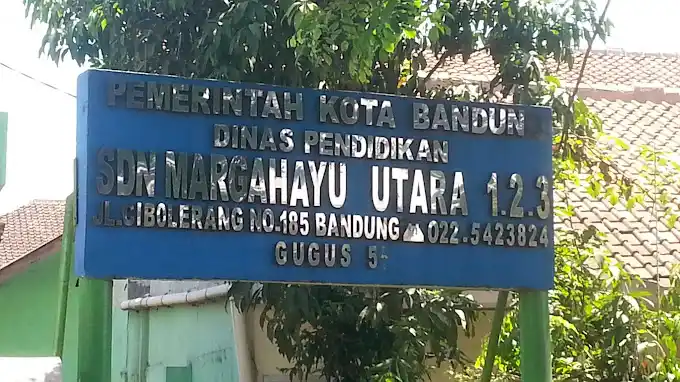 PEMERINTAH KOTA BANDUN
DINAS PENDIDIKAN
SDN MARGAHAYU UTARA 1.2.3
JL.CIBOLERANG NO.185 BANDUNG 022.5423824
GUGUS 5